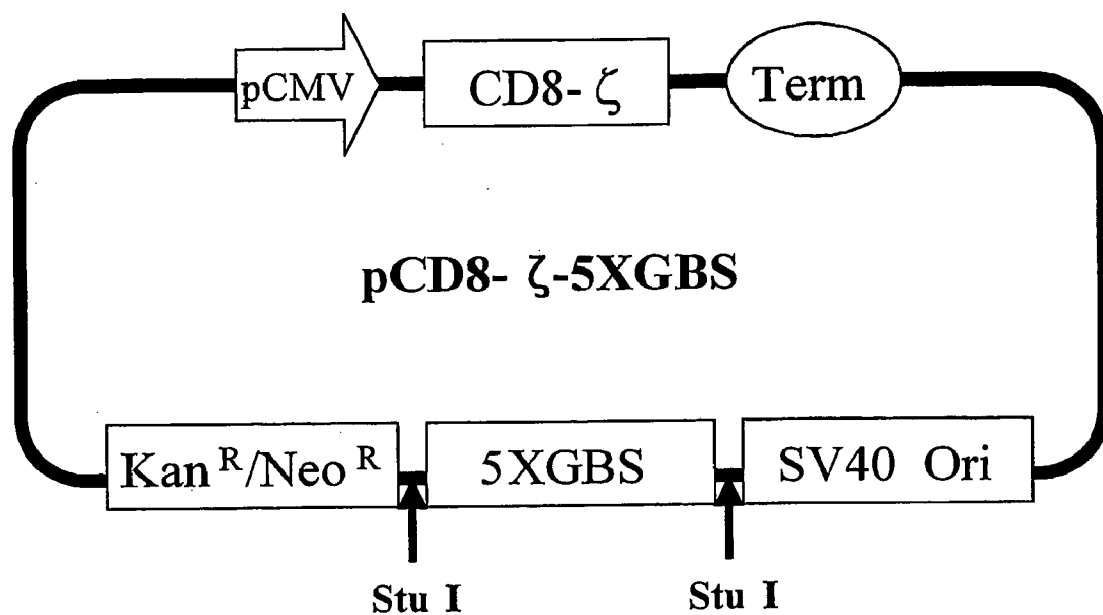 pCMV CD8- ζ Term
pCD8- ζ-5XGBS
Kan R/Neo R 5XGBS SV40 Ori
Stu I Stu I